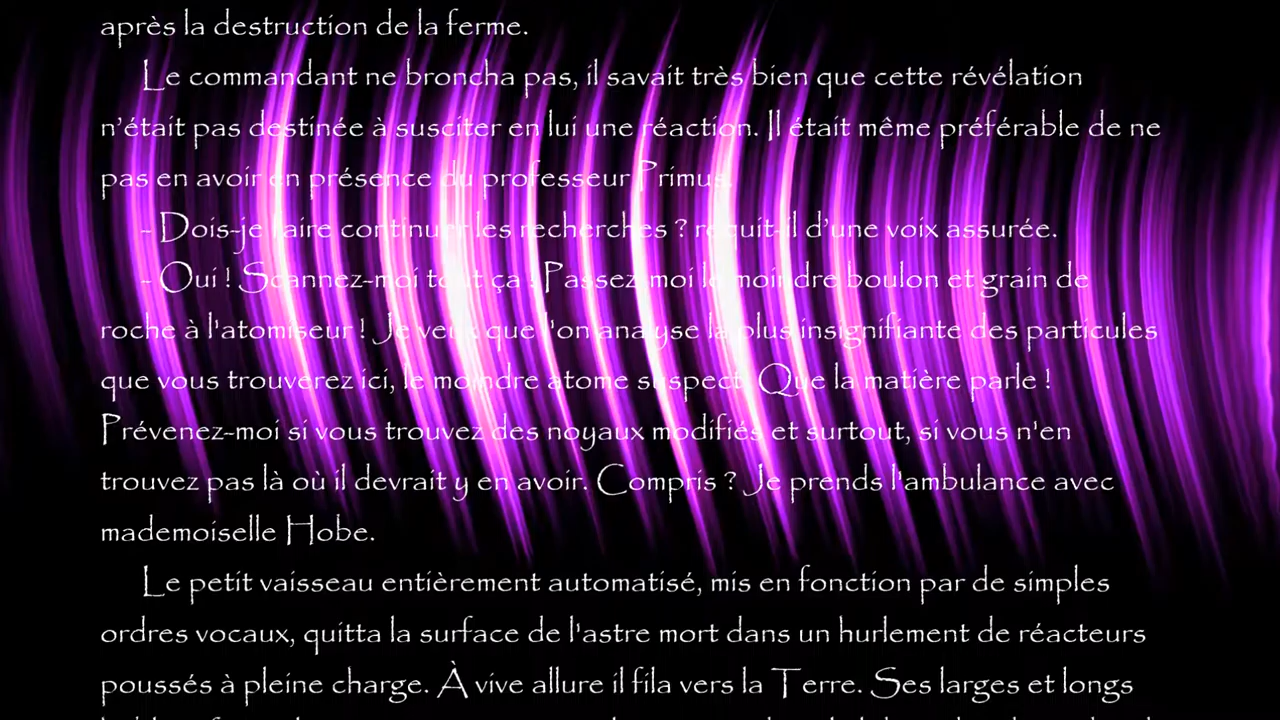 après la destruction de la ferme.
Le commandant ne broncha pas, il savait très bien que cette révélation
n’était pas destinée à susciter en lui une réaction. Il était même préférable de ne
pas en avoir en présence du professeur Primus.
- Dois-je faire continuer les recherches ? reçuit-il d’une voix assurée.
- Oui ! Scannez-moi tout ça ! Passez-moi le moindre boulon et grain de
roche à l'atomiseur ! Je veux que l'on analyse la plus insignifiante des particules
que vous trouverez ici, le moindre atome suspect. Que la matière parle !
Prévenez-moi si vous trouvez des noyaux modifiés et surtout, si vous n'en
trouvez pas là où il devrait y en avoir. Compris ? Je prends l'ambulance avec
mademoiselle Hobe.
Le petit vaisseau entièrement automatisé, mis en fonction par de simples
ordres vocaux, quitta la surface de l'astre mort dans un hurlement de réacteurs
poussés à pleine charge. À vive allure il fila vers la Terre. Ses larges et longs